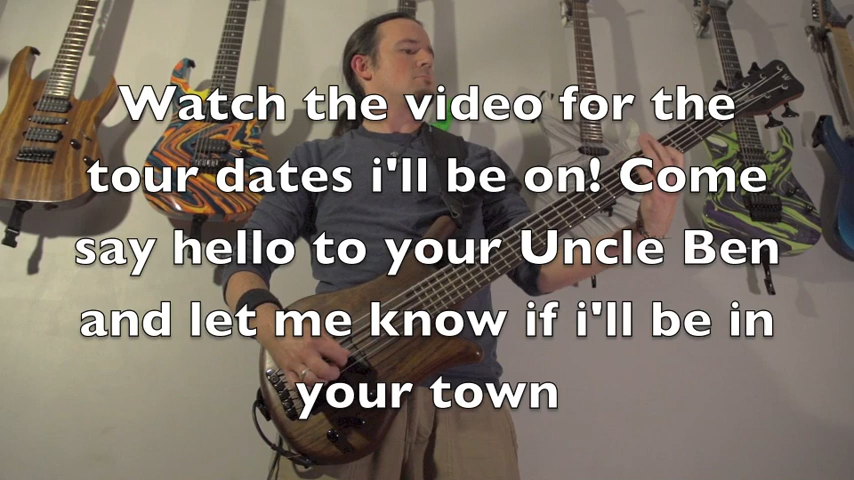 Watch the video for the
tour dates i'll be on! Come
say hello to your Uncle Ben
and let me know if i'll be in
your town